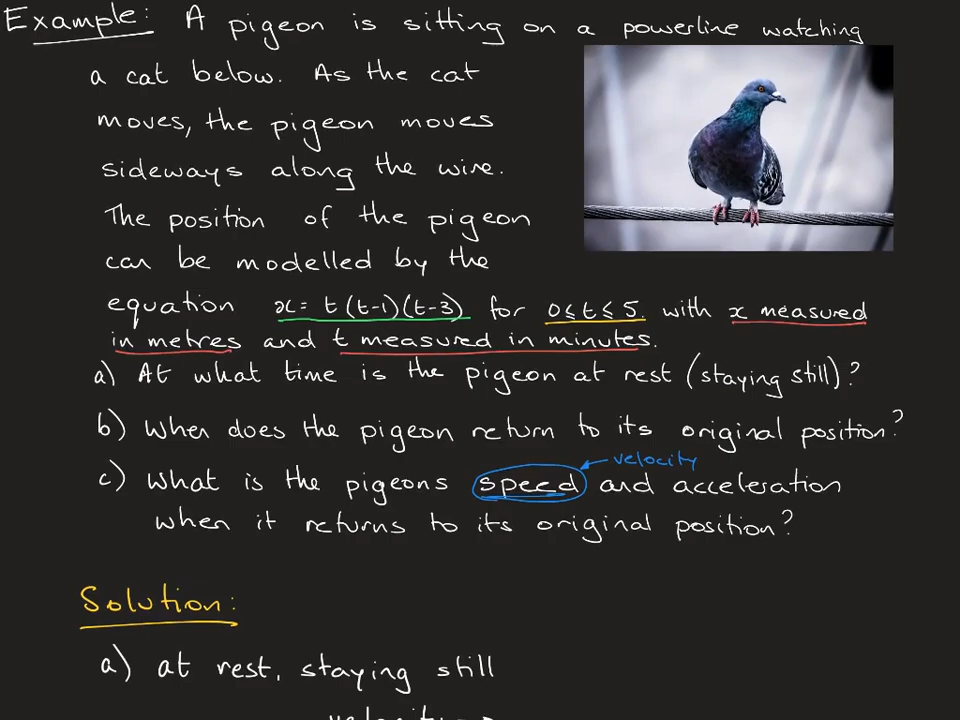 Example: A pigeon is sitting on a powerline watching
a cat below. As the cat
moves, the pigeon moves
sideways along the wire.
The position of the pigeon
can be modelled by the
equation x = t(t-1)(t-3) for 0 ≤ t ≤ 5. with x measured
in metres and t measured in minutes.
a) At what time is the pigeon at rest (staying still)?
b) When does the pigeon return to its original position?
velocity
c) What is the pigeons speed and acceleration
when it returns to its original position?
Solution:
a) at rest, staying still